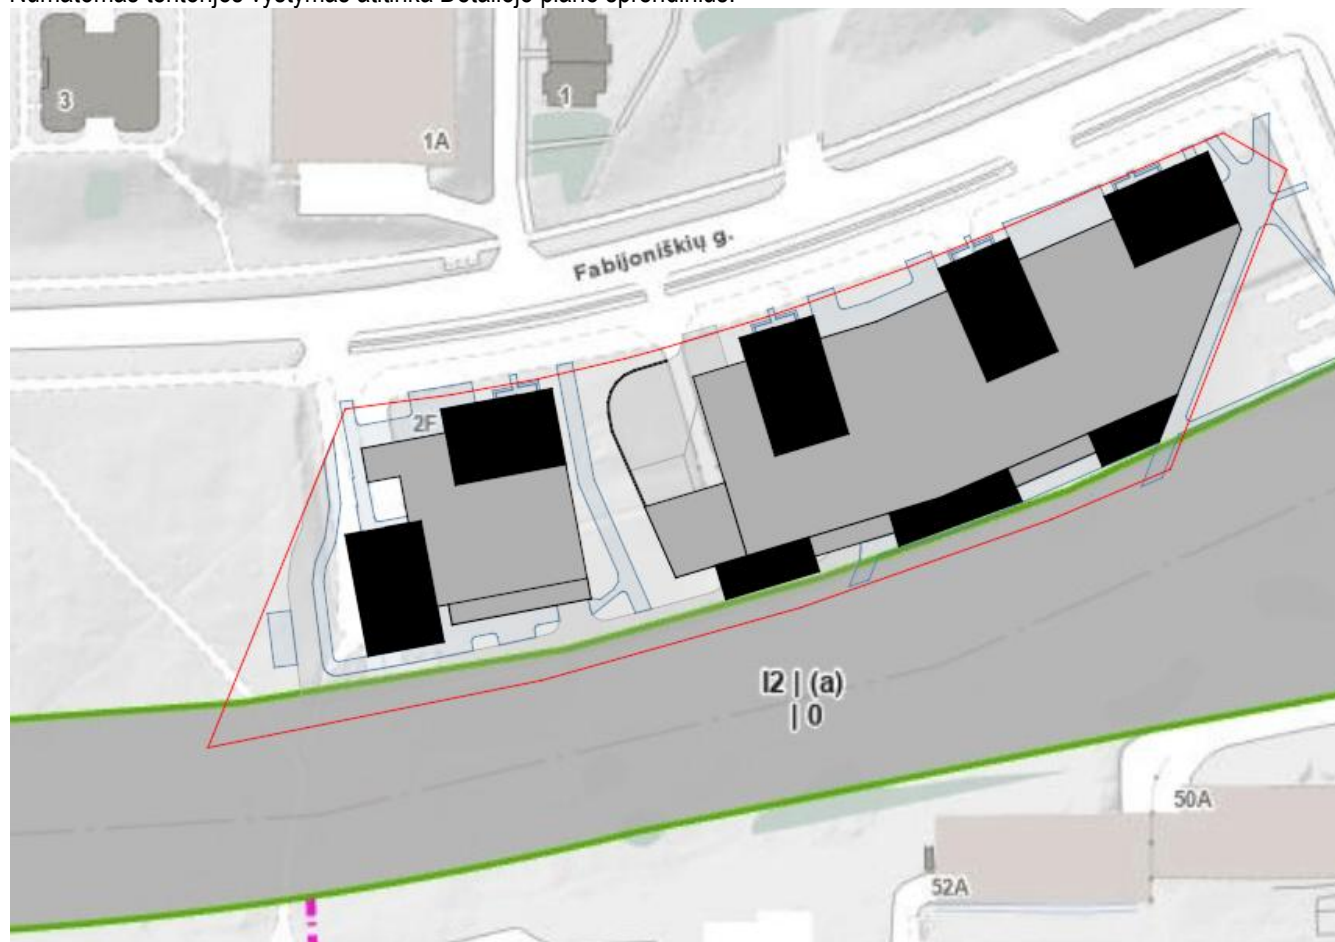 Numatomas teritorijos vystymas atitinka Detaliojo plano sprendinius.
3
1A
1
Fabijoniškių g.
2F
I2 | (a)
| 0
50A
52A